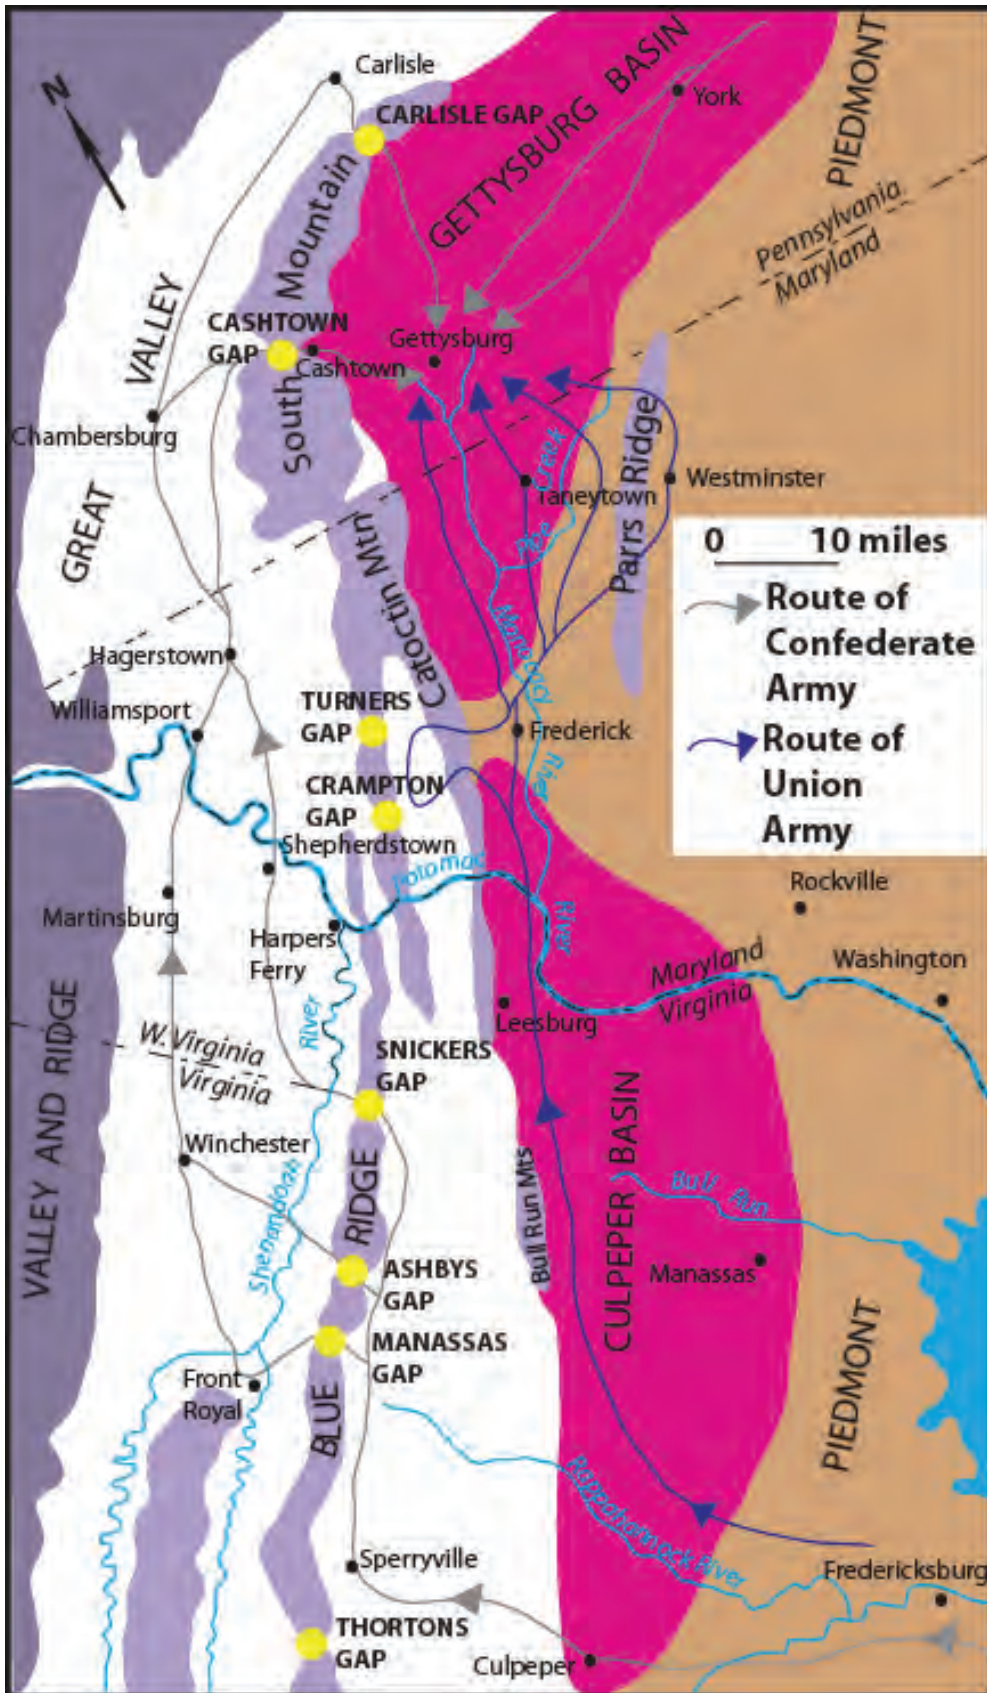 N
Carlisle
CARLISLE GAP
GETTYSBURG BASIN
York
PIEDMONT
Pennsylvania
Maryland
South Mountain
GREAT VALLEY
CASHTOWN
GAP
Cashtown
Gettysburg
Chambersburg
Creek
Pipe
Taneytown
Parrs Ridge
Westminster
0 10 miles
Route of
Confederate
Army
Route of
Union
Army
Catoctin Mtn
Monocacy
River
Hagerstown
Williamsport
TURNERS
GAP
Frederick
CRAMPTON
GAP
Shepherdstown
Potomac
River
Rockville
Martinsburg
Harpers
Ferry
Maryland
Virginia
Washington
Leesburg
VALLEY AND RIDGE
W. Virginia
Virginia
River
Shenandoah
SNICKERS
GAP
Winchester
BLUE RIDGE
Bull Run Mts
CULPEPER BASIN
Bull Run
Manassas
ASHBYS
GAP
MANASSAS
GAP
Front
Royal
PIEDMONT
Rappahannock River
Sperryville
Fredericksburg
THORTONS
GAP
Culpeper